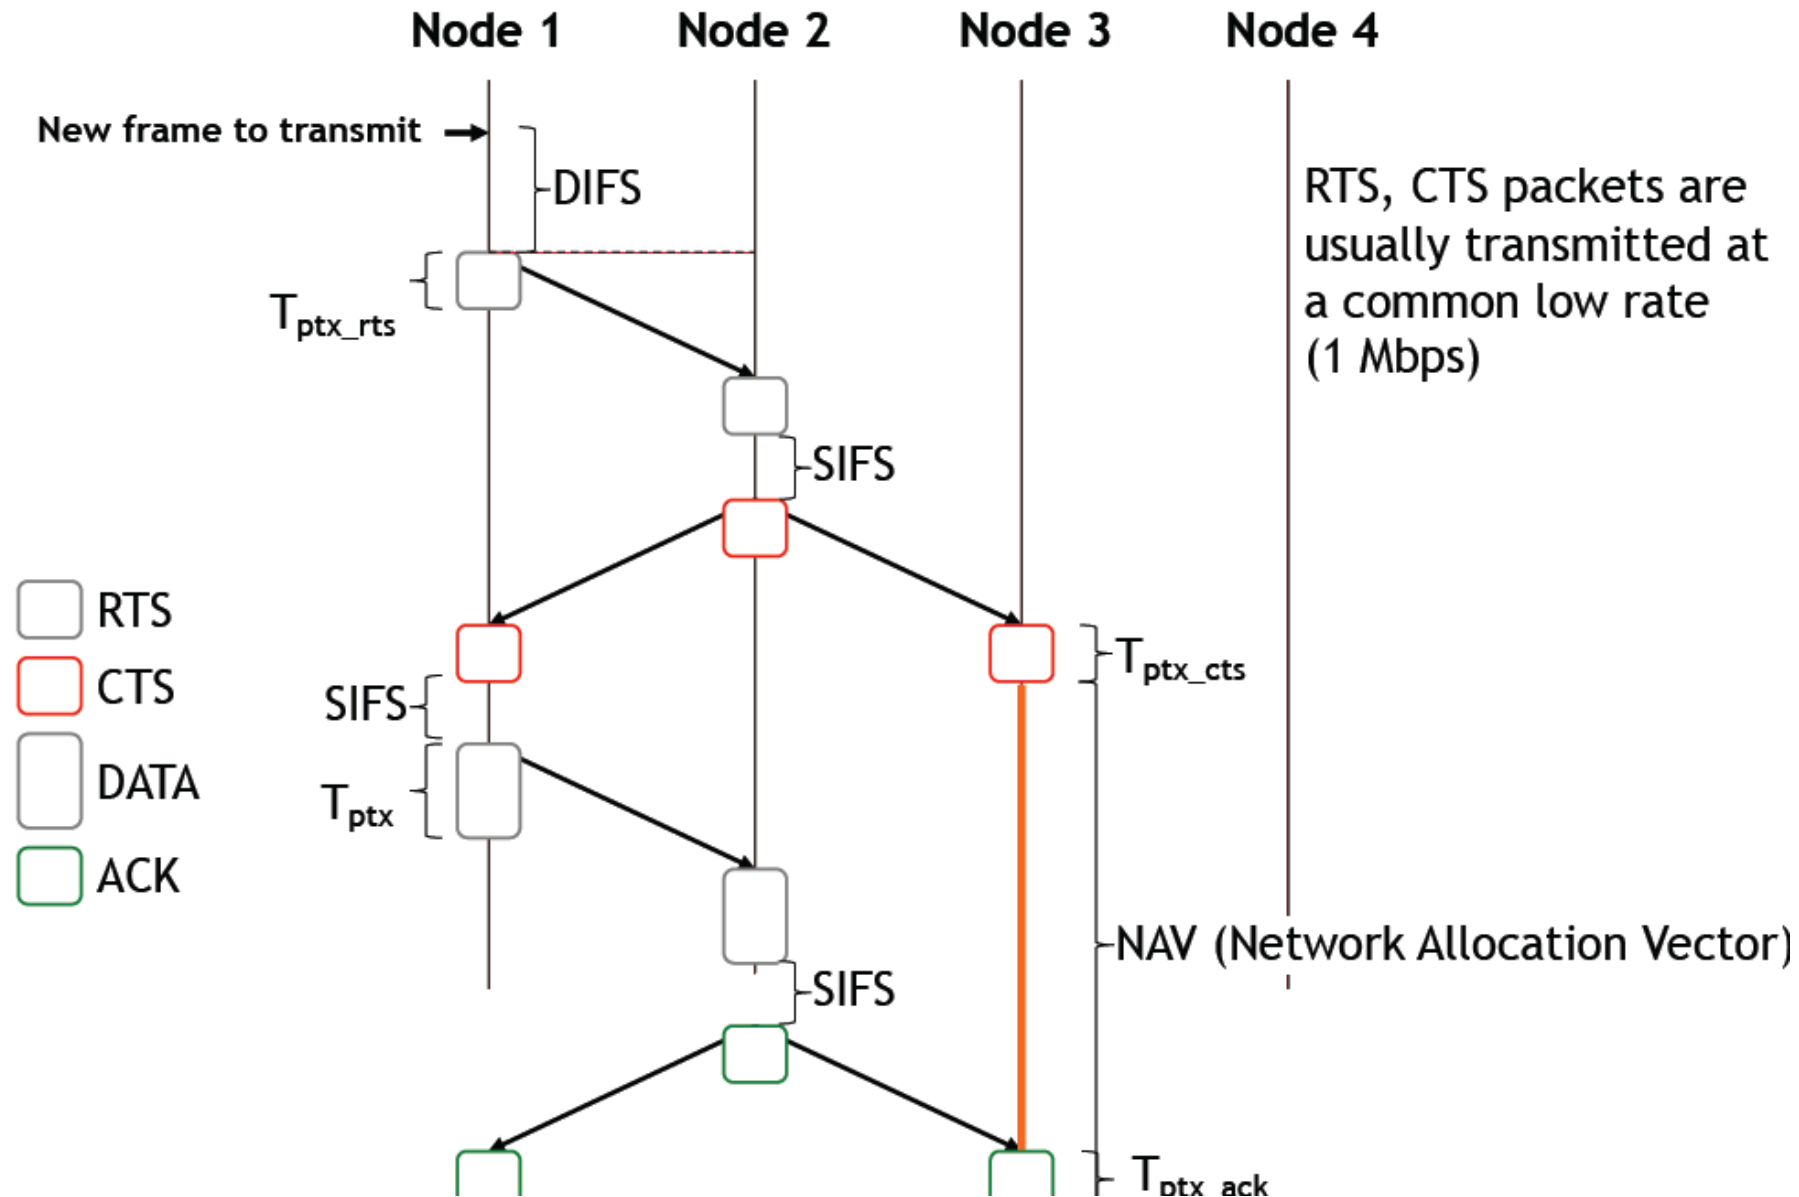 Node 1
Node 2
Node 3
Node 4
New frame to transmit
DIFS
RTS, CTS packets are
usually transmitted at
a common low rate
(1 Mbps)
Tptx_rts
SIFS
RTS
CTS
DATA
ACK
Tptx_cts
SIFS
Tptx
NAV (Network Allocation Vector)
SIFS
Tptx_ack